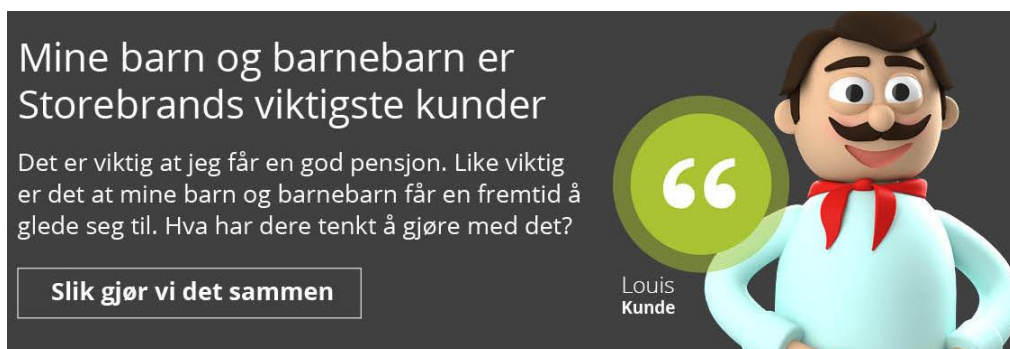 Mine barn og barnebarn er
Storebrands viktigste kunder
Det er viktig at jeg får en god pensjon. Like viktig
er det at mine barn og barnebarn får en fremtid å
glede seg til. Hva har dere tenkt å gjøre med det?
Slik gjør vi det sammen
“
Louis
Kunde